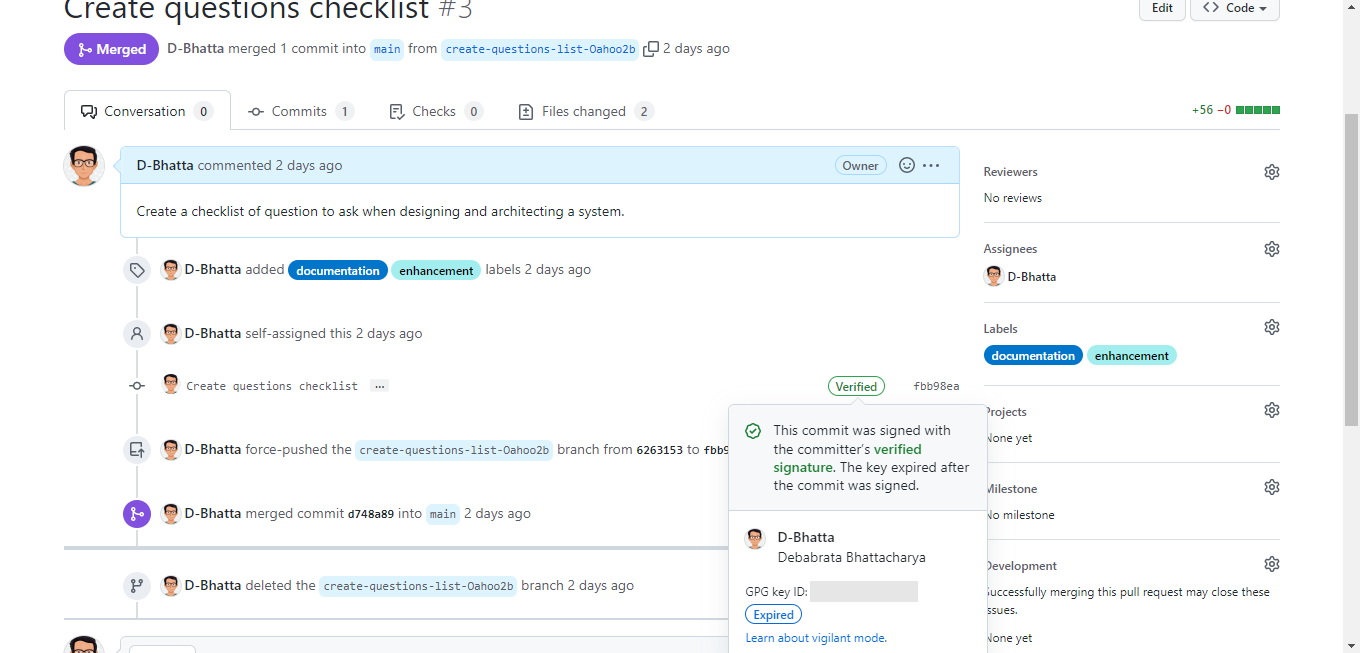 Create questions checklist #3
Edit
<> Code
Merged D-Bhatta merged 1 commit into main from create-questions-list-Oahoo2b 2 days ago
Conversation 0 Commits 1 Checks 0 Files changed 2
+56 −0
D-Bhatta commented 2 days ago Owner
Create a checklist of question to ask when designing and architecting a system.
D-Bhatta added documentation enhancement labels 2 days ago
D-Bhatta self-assigned this 2 days ago
Create questions checklist ... Verified fbb98ea
D-Bhatta force-pushed the create-questions-list-Oahoo2b branch from 6263153 to fbb9
D-Bhatta merged commit d748a89 into main 2 days ago
D-Bhatta deleted the create-questions-list-Oahoo2b branch 2 days ago
This commit was signed with
the committer’s verified
signature. The key expired after
the commit was signed.
D-Bhatta
Debabrata Bhattacharya
GPG key ID:
Expired
Learn about vigilant mode.
Reviewers
No reviews
Assignees
D-Bhatta
Labels
documentation enhancement
Projects
None yet
Milestone
No milestone
Development
Successfully merging this pull request may close these
issues.
None yet